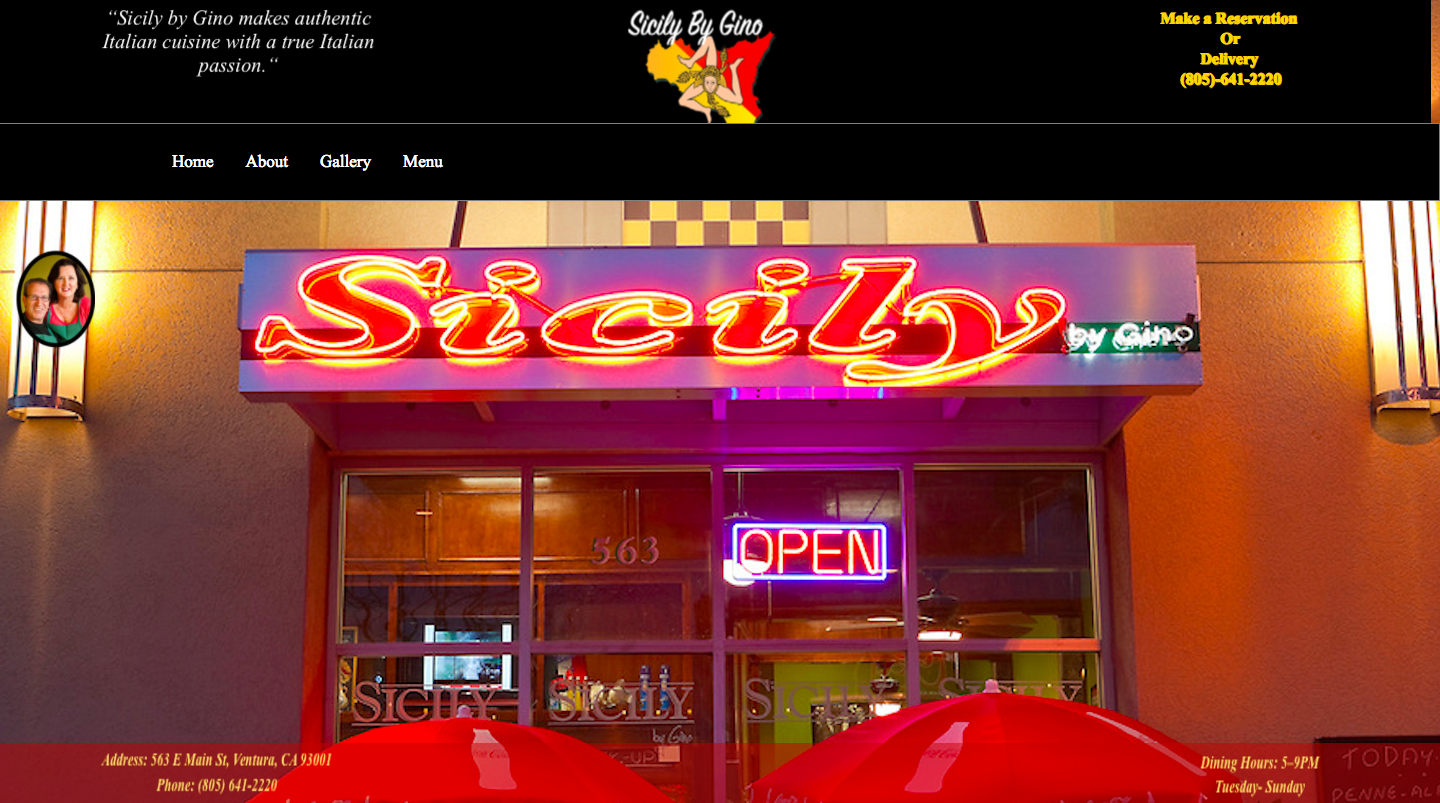 “Sicily by Gino makes authentic
Italian cuisine with a true Italian
passion.“
Sicily By Gino
Make a Reservation
Or
Delivery
(805)-641-2220
Home About Gallery Menu
Sicily
by Gino
563
OPEN
SICILY SICILY SICILY SICILY
by Gino
Address: 563 E Main St, Ventura, CA 93001
Phone: (805) 641-2220
Dining Hours: 5–9PM
Tuesday- Sunday
TODAY
PENNE